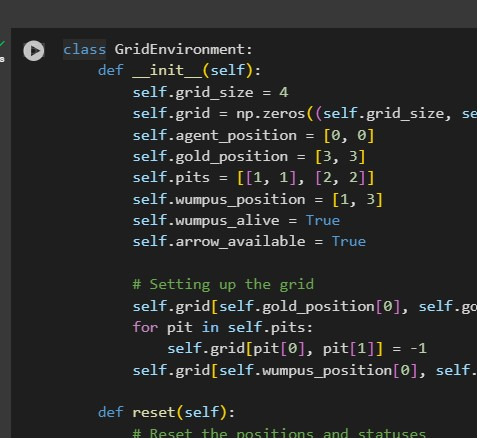 class GridEnvironment:
    def __init__(self):
        self.grid_size = 4
        self.grid = np.zeros((self.grid_size, se
        self.agent_position = [0, 0]
        self.gold_position = [3, 3]
        self.pits = [[1, 1], [2, 2]]
        self.wumpus_position = [1, 3]
        self.wumpus_alive = True
        self.arrow_available = True
        # Setting up the grid
        self.grid[self.gold_position[0], self.go
        for pit in self.pits:
            self.grid[pit[0], pit[1]] = -1
        self.grid[self.wumpus_position[0], self.
    def reset(self):
        # Reset the positions and statuses